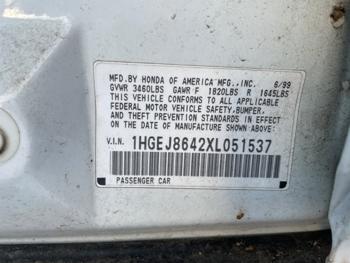 MFD.BY HONDA OF AMERICA MFG.,INC. 6/99
GVWR 3460LBS GAWR F 1820LBS R 1645LBS
THIS VEHICLE CONFORMS TO ALL APPLICABLE
FEDERAL MOTOR VEHICLE SAFETY,BUMPER,
AND THEFT PREVENTION STANDARDS IN EFFECT
ON THE DATE OF MANUFACTURE SHOWN ABOVE.
V.I.N. 1HGEJ8642XL051537
PASSENGER CAR